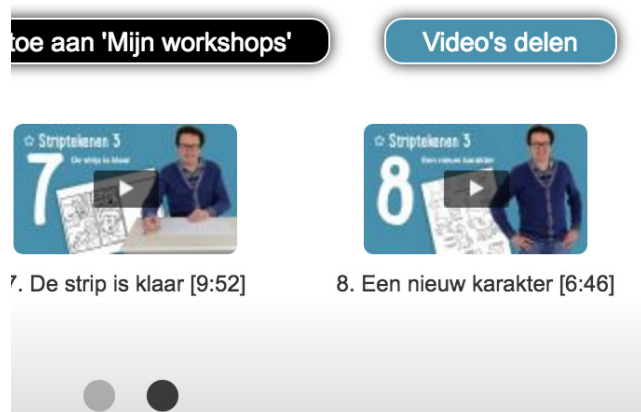 toe aan 'Mijn workshops'
Video's delen
☆ Striptekenen 3
De strip is klaar
7
☆ Striptekenen 3
Een nieuw karakter
8
7. De strip is klaar [9:52]
8. Een nieuw karakter [6:46]